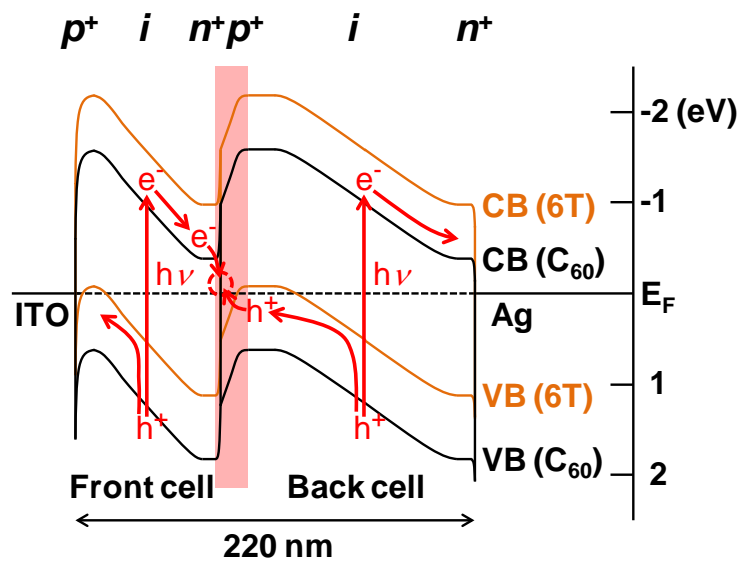 p+ i n+ p+ i n+
-2 (eV)
e- e-
-1
CB (6T)
e-
CB (C60)
hν hν
EF
ITO h+ Ag
1
VB (6T)
h+ h+
VB (C60)
2
Front cell Back cell
220 nm